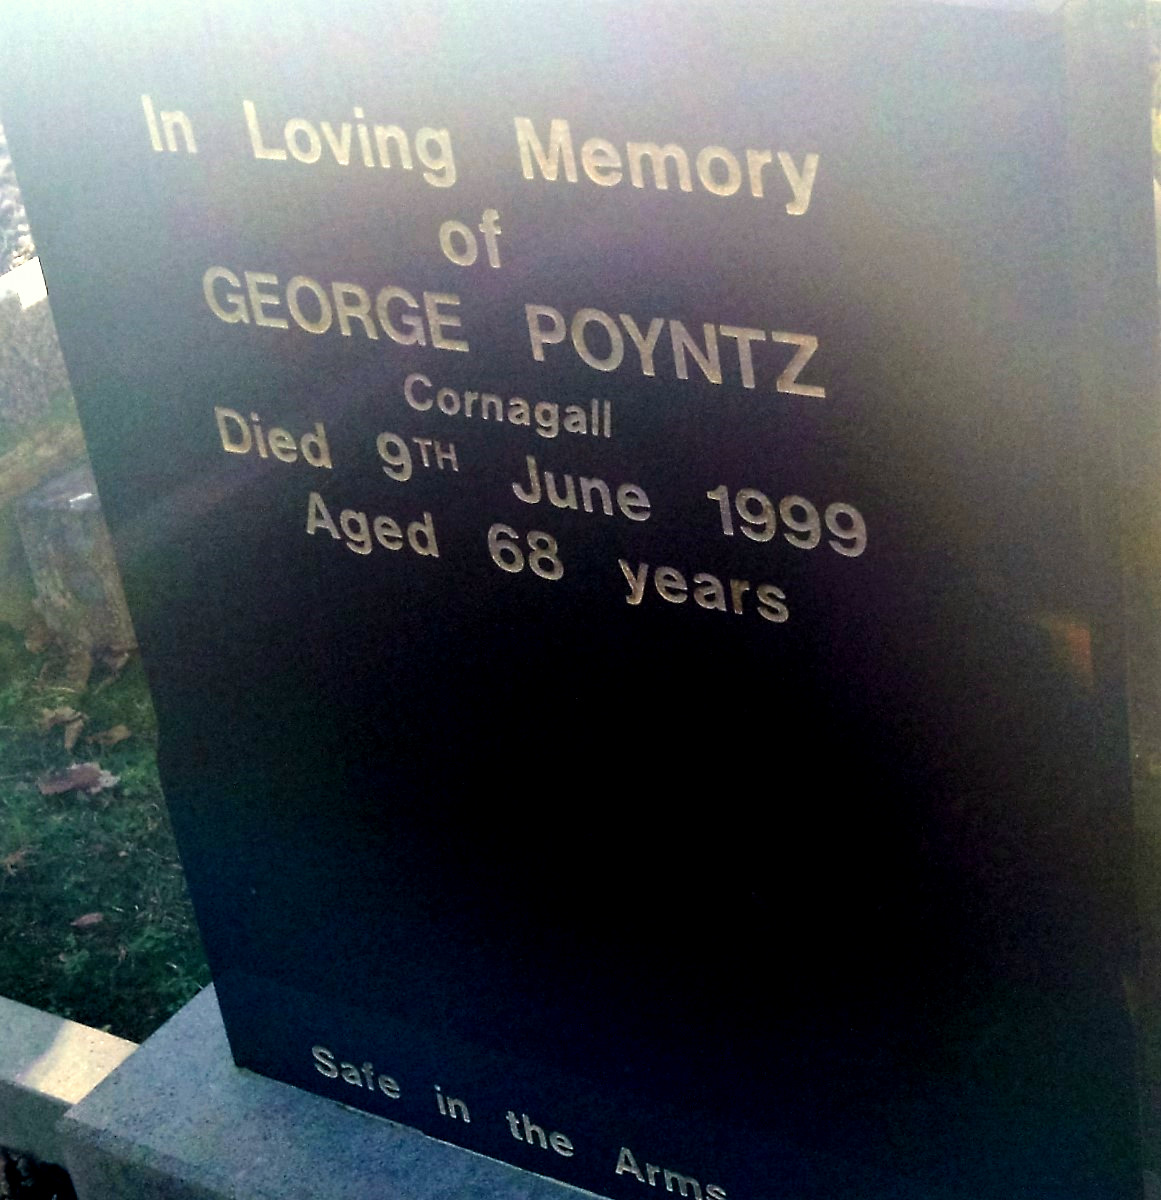 In Loving Memory
of
GEORGE POYNTZ
Cornagall
Died 9TH June 1999
Aged 68 years
Safe in the Arms